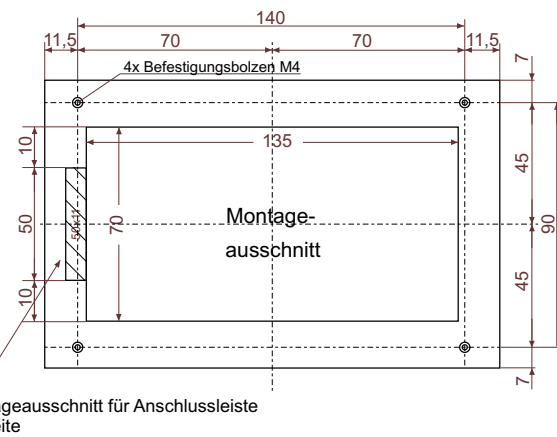 140
11,5 70 70 11,5
7
4x Befestigungsbolzen M4
10
135
45
50
50x11
70
Montage-
ausschnitt
90
45
10
7
geausschnitt für Anschlussleiste
eite